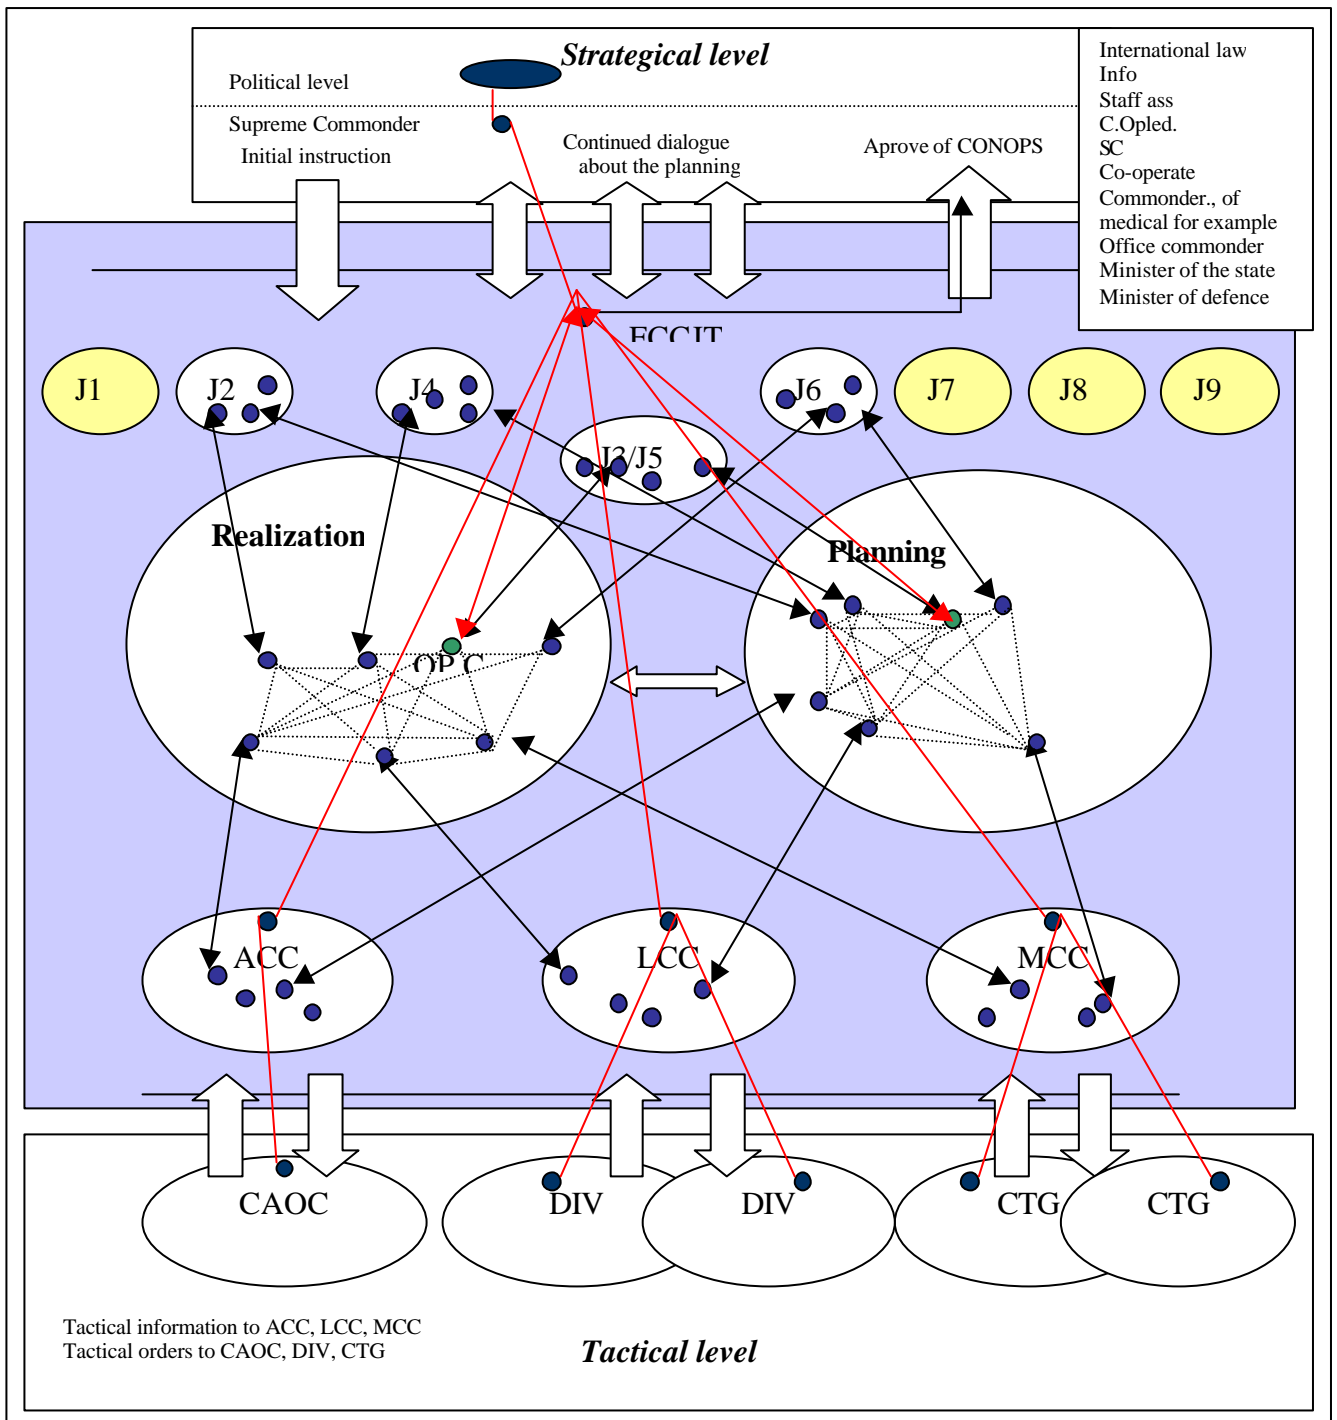 Strategical level
Political level
Supreme Commonder
Initial instruction
Continued dialogue
about the planning
Aprove of CONOPS
International law
Info
Staff ass
C.Opled.
SC
Co-operate
Commonder., of
medical for example
Office commonder
Minister of the state
Minister of defence
J1
J2
J4
J6
J7
J8
J9
J3/J5
Realization
Planning
OP C
ACC
LCC
MCC
CAOC
DIV
DIV
CTG
CTG
Tactical information to ACC, LCC, MCC
Tactical orders to CAOC, DIV, CTG
Tactical level